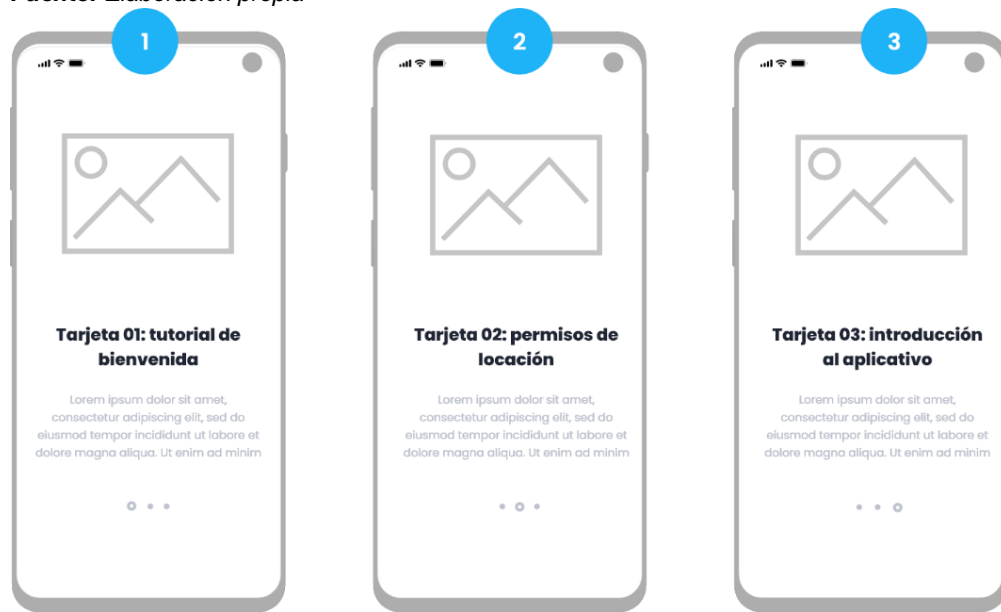 Fuente: Elaboración propia
1
2
3
Tarjeta 01: tutorial de
bienvenida
Lorem ipsum dolor sit amet,
consectetur adipiscing elit, sed do
eiusmod tempor incididunt ut labore et
dolore magna aliqua. Ut enim ad minim
Tarjeta 02: permisos de
locación
Lorem ipsum dolor sit amet,
consectetur adipiscing elit, sed do
eiusmod tempor incididunt ut labore et
dolore magna aliqua. Ut enim ad minim
Tarjeta 03: introducción
al aplicativo
Lorem ipsum dolor sit amet,
consectetur adipiscing elit, sed do
eiusmod tempor incididunt ut labore et
dolore magna aliqua. Ut enim ad minim